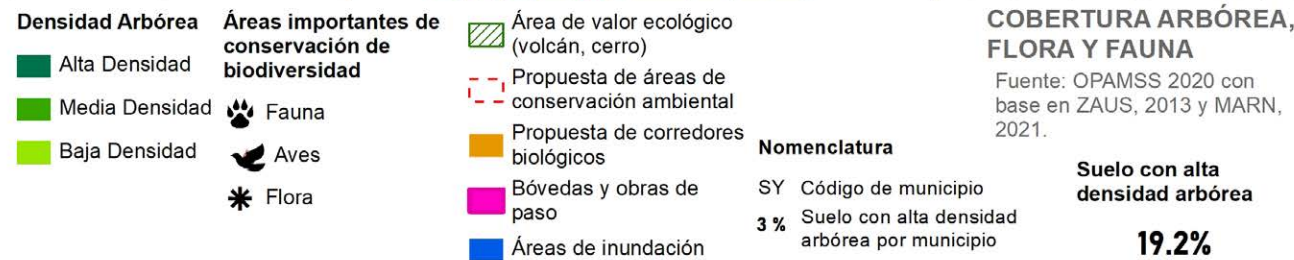 Densidad Arbórea
Alta Densidad
Media Densidad
Baja Densidad
Áreas importantes de
conservación de
biodiversidad
Fauna
Aves
Flora
Área de valor ecológico
(volcán, cerro)
Propuesta de áreas de
conservación ambiental
Propuesta de corredores
biológicos
Bóvedas y obras de
paso
Áreas de inundación
Nomenclatura
SY Código de municipio
3 % Suelo con alta densidad
arbórea por municipio
COBERTURA ARBÓREA,
FLORA Y FAUNA
Fuente: OPAMSS 2020 con
base en ZAUS, 2013 y MARN,
2021.
Suelo con alta
densidad arbórea
19.2%